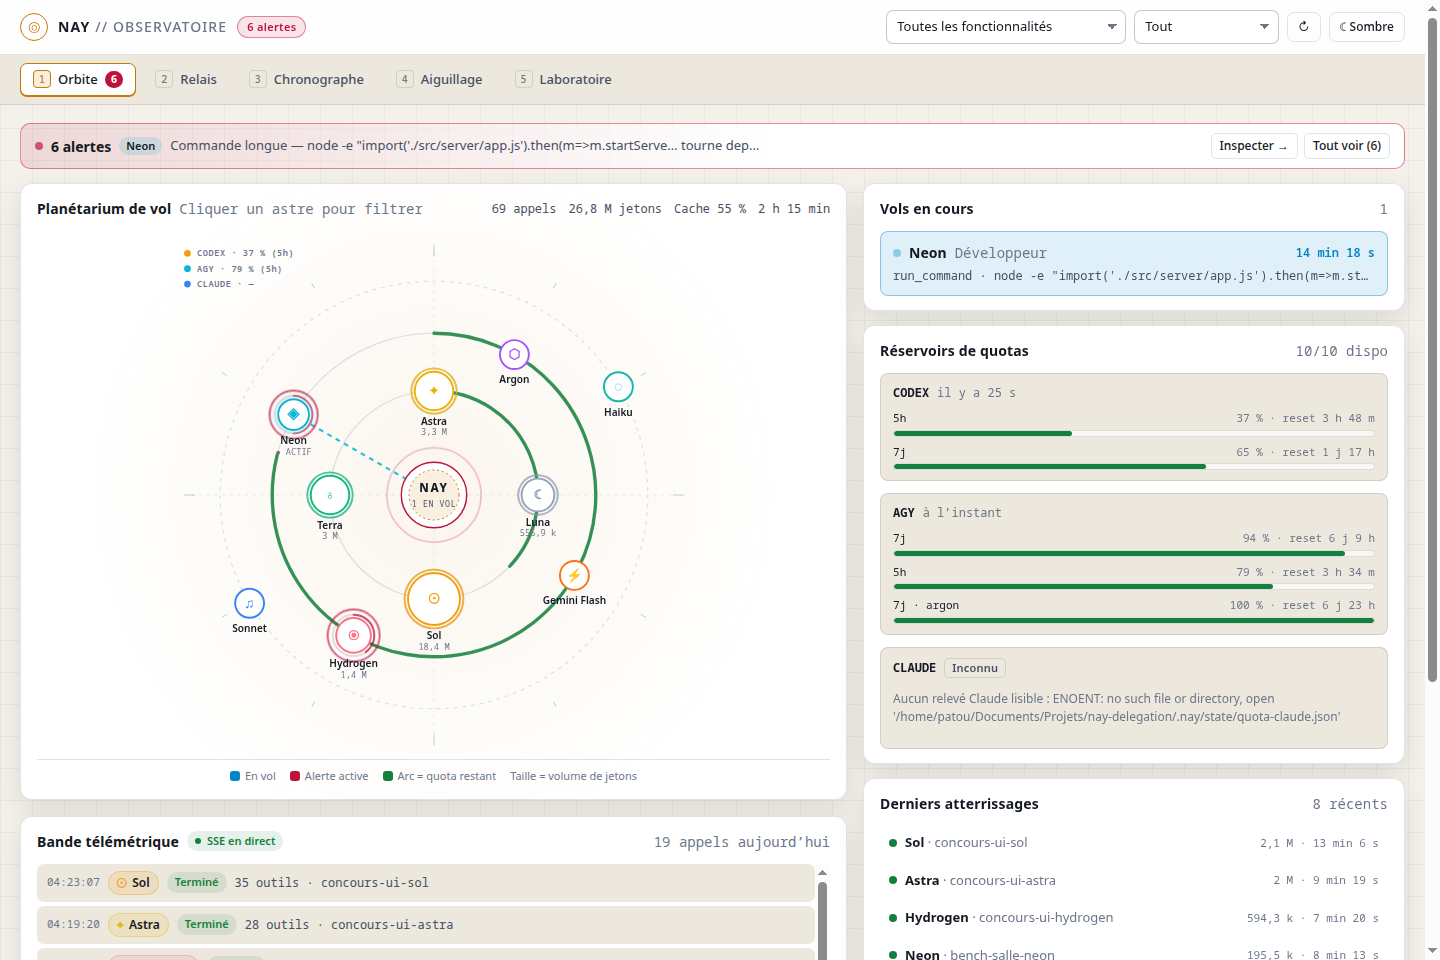 NAY // OBSERVATOIRE
6 alertes
Toutes les fonctionnalités
Tout
Sombre
1 Orbite 6
2 Relais
3 Chronographe
4 Aiguillage
5 Laboratoire
6 alertes Neon Commande longue — node -e "import('./src/server/app.js').then(m=>m.startServe… tourne dep…
Inspecter →
Tout voir (6)
Planétarium de vol Cliquer un astre pour filtrer
69 appels 26,8 M jetons Cache 55 % 2 h 15 min
CODEX · 37 % (5h)
AGY · 79 % (5h)
CLAUDE · —
Argon
Haiku
Astra
3,3 M
Neon
ACTIF
NAY
1 EN VOL
Terra
3 M
Luna
555,9 k
Gemini Flash
Sonnet
Sol
18,4 M
Hydrogen
1,4 M
En vol
Alerte active
Arc = quota restant
Taille = volume de jetons
Bande télémétrique
SSE en direct
19 appels aujourd’hui
04:23:07 Sol Terminé 35 outils · concours-ui-sol
04:19:20 Astra Terminé 28 outils · concours-ui-astra
Vols en cours 1
Neon Développeur 14 min 18 s
run_command · node -e "import('./src/server/app.js').then(m=>m.st…
Réservoirs de quotas 10/10 dispo
CODEX il y a 25 s
5h 37 % · reset 3 h 48 m
7j 65 % · reset 1 j 17 h
AGY à l’instant
7j 94 % · reset 6 j 9 h
5h 79 % · reset 3 h 34 m
7j · argon 100 % · reset 6 j 23 h
CLAUDE Inconnu
Aucun relevé Claude lisible : ENOENT: no such file or directory, open
'/home/patou/Documents/Projets/nay-delegation/.nay/state/quota-claude.json'
Derniers atterrissages 8 récents
Sol · concours-ui-sol 2,1 M · 13 min 6 s
Astra · concours-ui-astra 2 M · 9 min 19 s
Hydrogen · concours-ui-hydrogen 594,3 k · 7 min 20 s
Neon · bench-salle-neon 195,5 k · 8 min 13 s